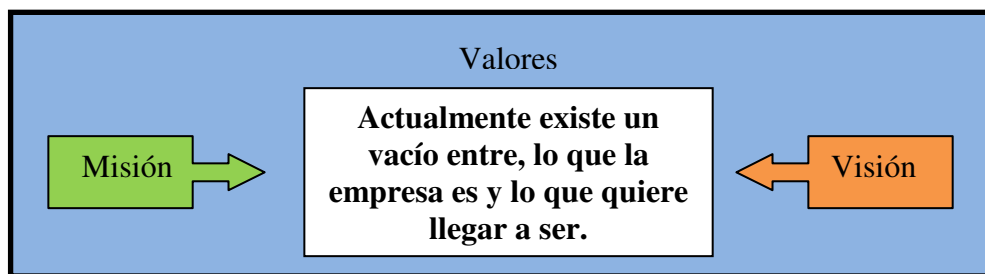 Valores
Actualmente existe un
vacío entre, lo que la
empresa es y lo que quiere
llegar a ser.
Misión
Visión